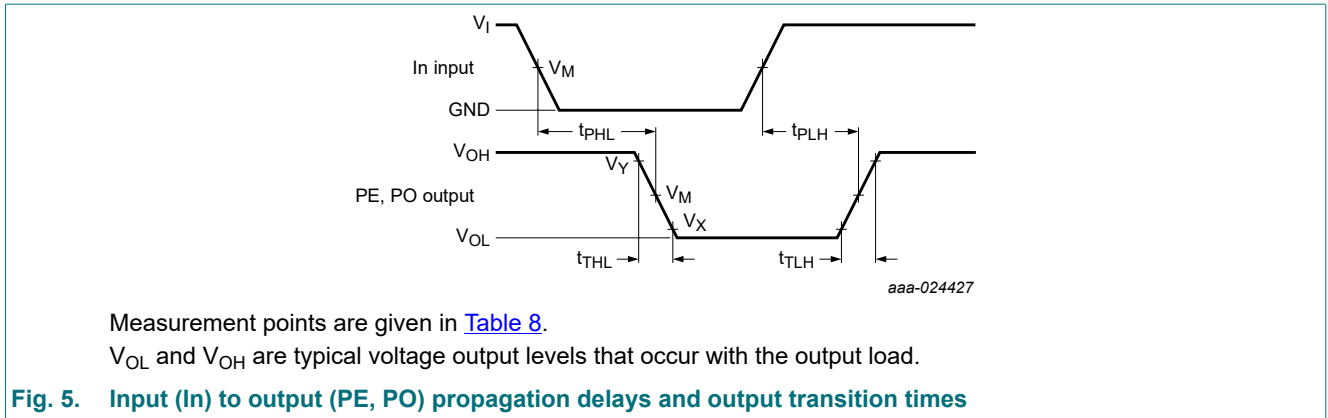 VI
In input
VM
GND
tPHL
tPLH
VOH
VY
PE, PO output
VM
VX
VOL
tTHL
tTLH
aaa-024427
Measurement points are given in Table 8.
VOL and VOH are typical voltage output levels that occur with the output load.
Fig. 5. Input (In) to output (PE, PO) propagation delays and output transition times